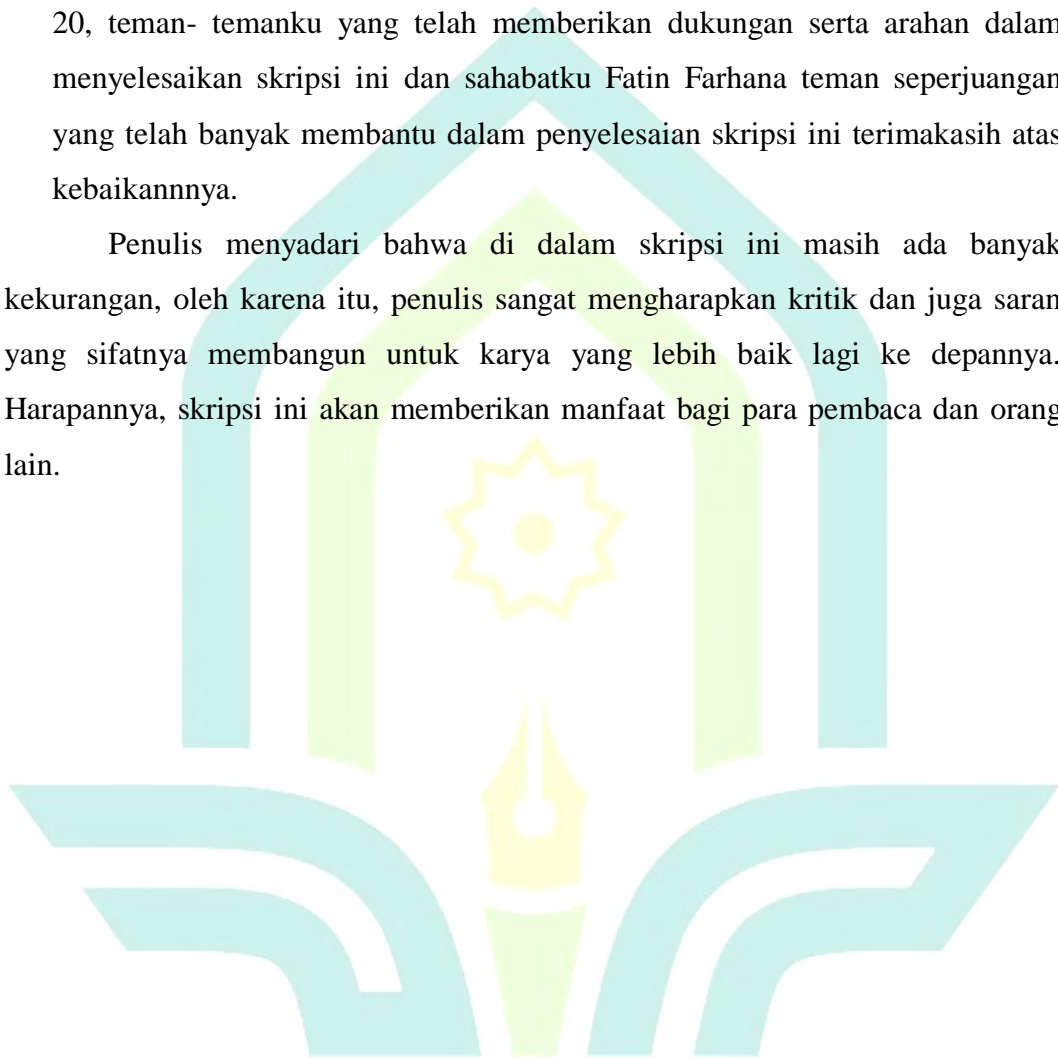 20, teman- temanku yang telah memberikan dukungan serta arahan dalam
menyelesaikan skripsi ini dan sahabatku Fatin Farhana teman seperjuangan
yang telah banyak membantu dalam penyelesaian skripsi ini terimakasih atas
kebaikannnya.
Penulis menyadari bahwa di dalam skripsi ini masih ada banyak
kekurangan, oleh karena itu, penulis sangat mengharapkan kritik dan juga saran
yang sifatnya membangun untuk karya yang lebih baik lagi ke depannya.
Harapannya, skripsi ini akan memberikan manfaat bagi para pembaca dan orang
lain.